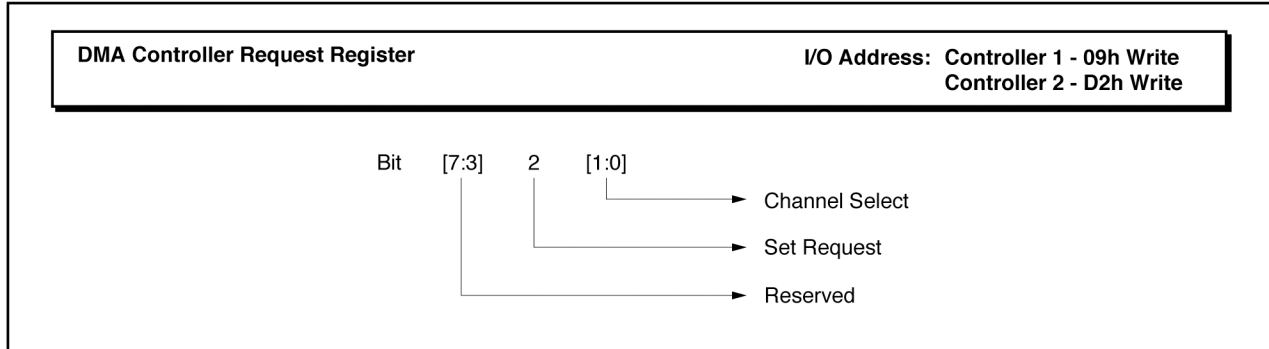 DMA Controller Request Register
I/O Address: Controller 1 - 09h Write
Controller 2 - D2h Write
Bit [7:3] 2 [1:0]
Channel Select
Set Request
Reserved